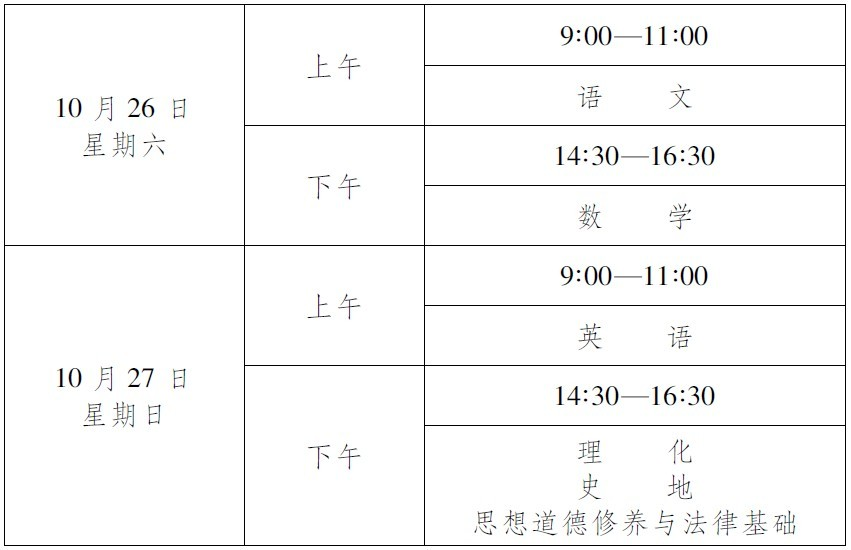 10 月 26 日
星期六
上午
9:00—11:00
语 文
下午
14:30—16:30
数 学
10 月 27 日
星期日
上午
9:00—11:00
英 语
下午
14:30—16:30
理 化
史 地
思想道德修养与法律基础